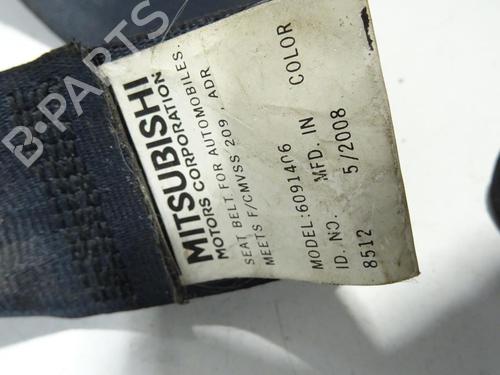 MITSUBISHI
MOTORS CORPORATION
SEAT BELT FOR AUTOMOBILES.
MEETS F/CMVSS 209, ADR
MODEL:6091406 COLOR
ID. NO. MFD. IN
8512 5/2008
B-PARTS